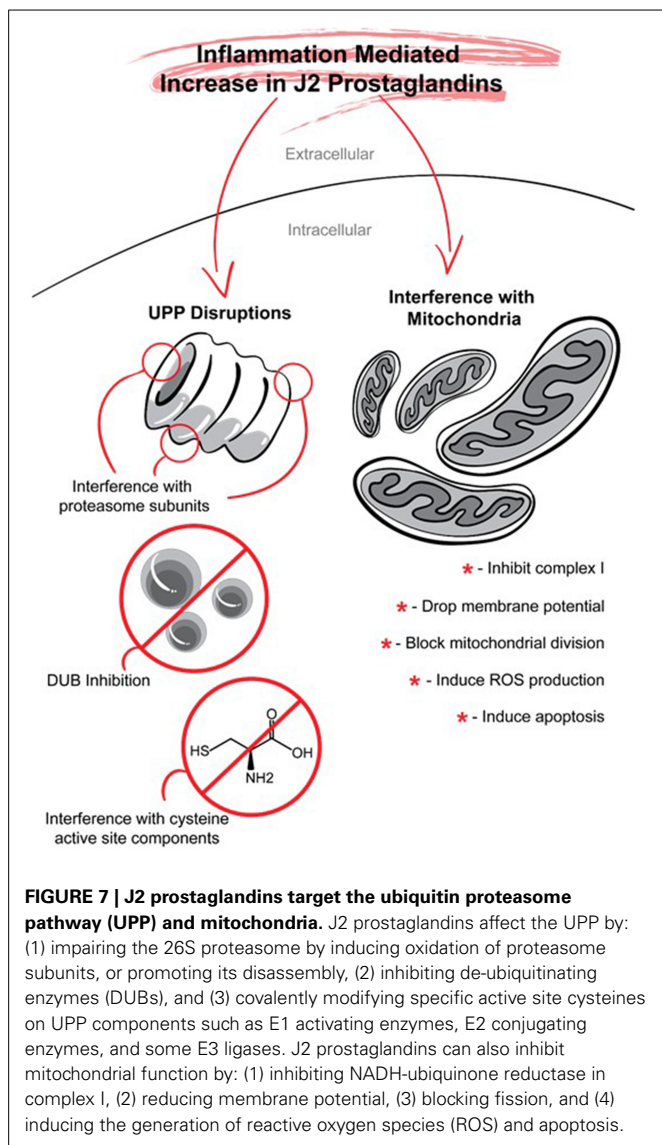 Inflammation Mediated
Increase in J2 Prostaglandins
Extracellular
Intracellular
UPP Disruptions
Interference with
proteasome subunits
DUB Inhibition
HS
O
OH
NH2
Interference with cysteine
active site components
Interference with
Mitochondria
* - Inhibit complex I
* - Drop membrane potential
* - Block mitochondrial division
* - Induce ROS production
* - Induce apoptosis
FIGURE 7 | J2 prostaglandins target the ubiquitin proteasome
pathway (UPP) and mitochondria. J2 prostaglandins affect the UPP by:
(1) impairing the 26S proteasome by inducing oxidation of proteasome
subunits, or promoting its disassembly, (2) inhibiting de-ubiquitinating
enzymes (DUBs), and (3) covalently modifying specific active site cysteines
on UPP components such as E1 activating enzymes, E2 conjugating
enzymes, and some E3 ligases. J2 prostaglandins can also inhibit
mitochondrial function by: (1) inhibiting NADH-ubiquinone reductase in
complex I, (2) reducing membrane potential, (3) blocking fission, and (4)
inducing the generation of reactive oxygen species (ROS) and apoptosis.